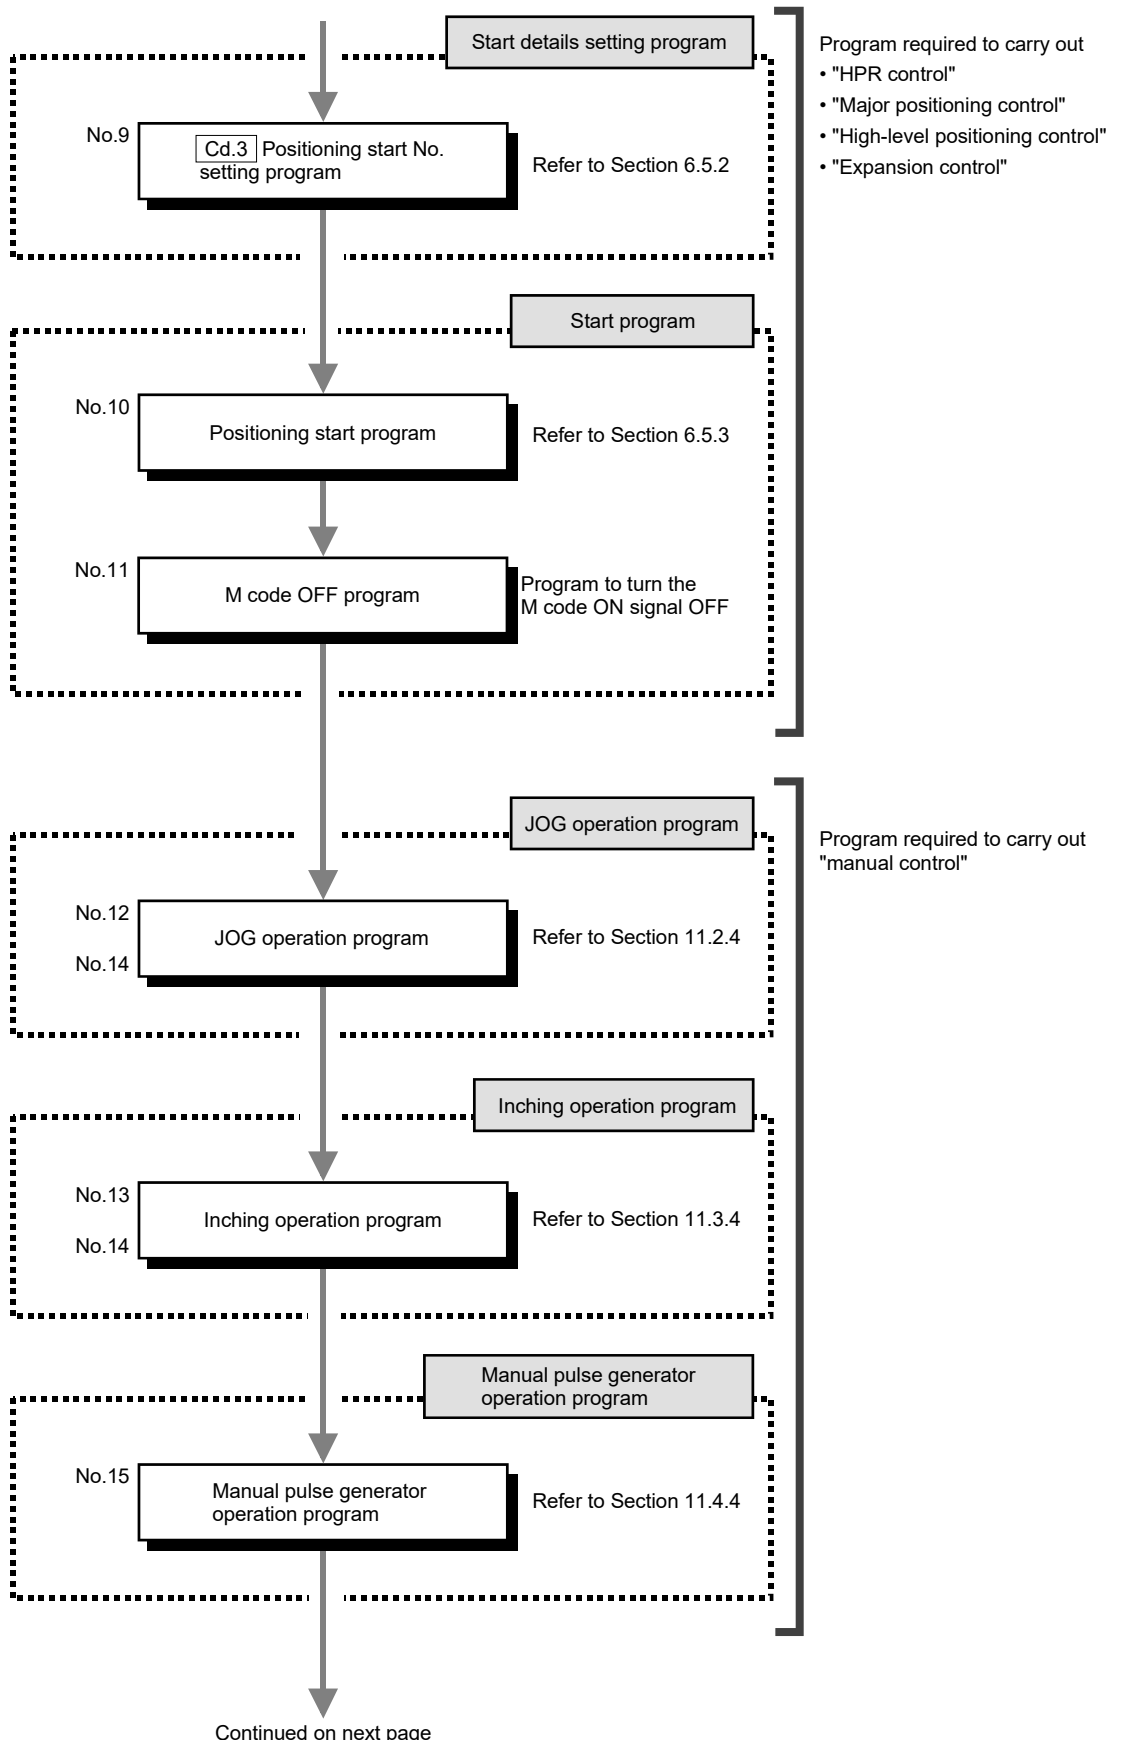 Start details setting program
Program required to carry out
• "HPR control"
• "Major positioning control"
• "High-level positioning control"
• "Expansion control"
No.9
Cd.3 Positioning start No.
setting program
Refer to Section 6.5.2
Start program
No.10
Positioning start program
Refer to Section 6.5.3
No.11
M code OFF program
Program to turn the
M code ON signal OFF
JOG operation program
Program required to carry out
"manual control"
No.12
JOG operation program
Refer to Section 11.2.4
No.14
Inching operation program
No.13
Inching operation program
Refer to Section 11.3.4
No.14
Manual pulse generator
operation program
No.15
Manual pulse generator
operation program
Refer to Section 11.4.4
Continued on next page